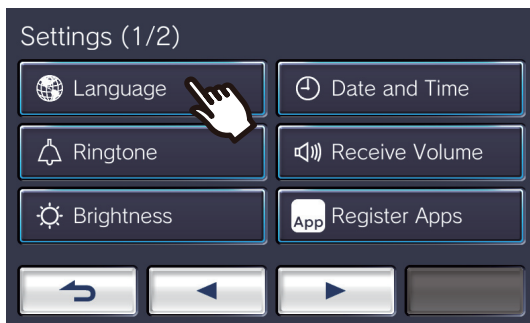 Settings (1/2)
Language
Date and Time
Ringtone
Receive Volume
Brightness
App
Register Apps